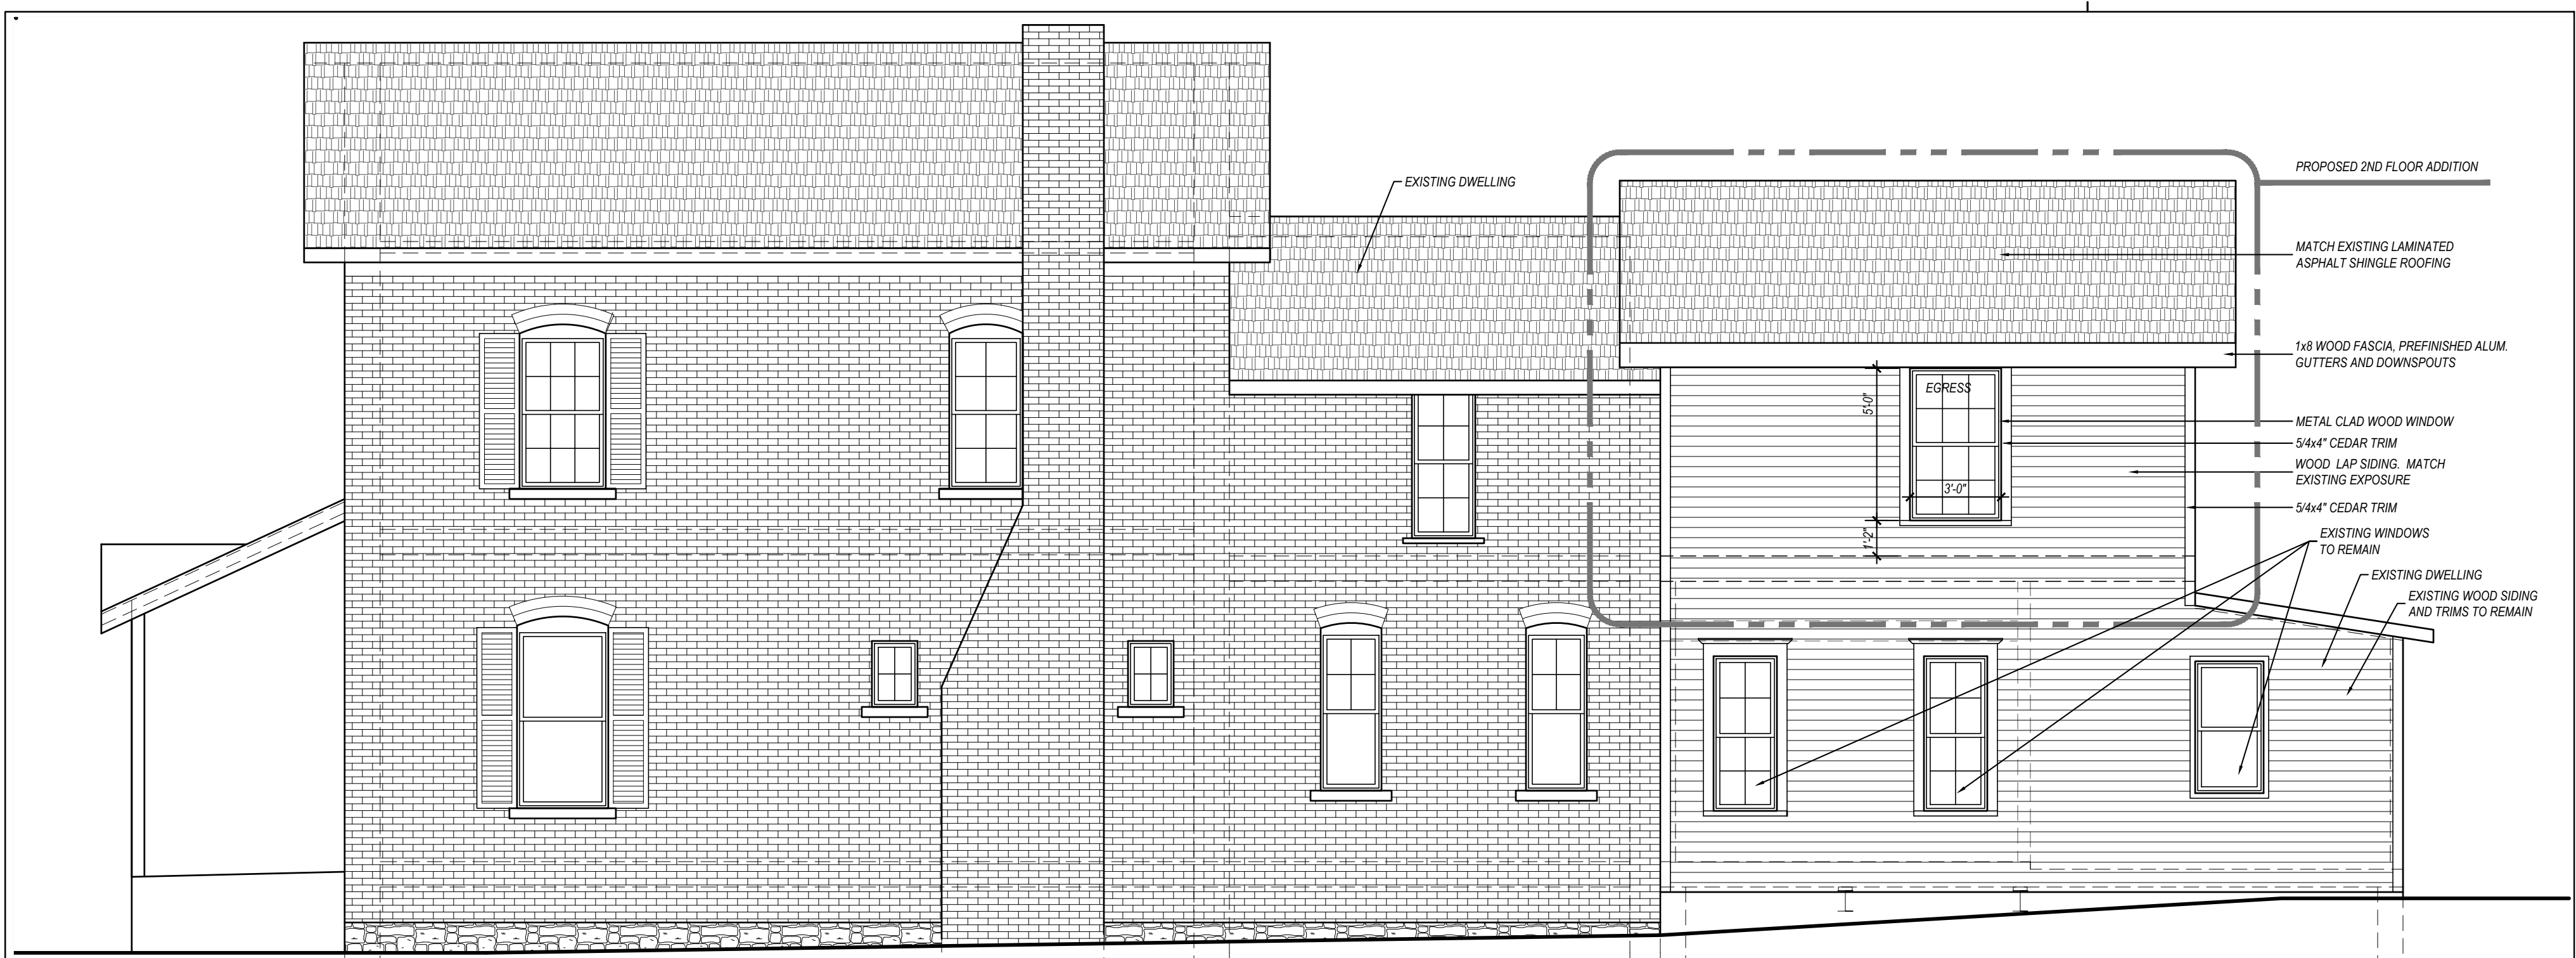 EXISTING DWELLING
PROPOSED 2ND FLOOR ADDITION
MATCH EXISTING LAMINATED
ASPHALT SHINGLE ROOFING
1x8 WOOD FASCIA, PREFINISHED ALUM.
GUTTERS AND DOWNSPOUTS
EGRESS
5'-0"
METAL CLAD WOOD WINDOW
5/4x4" CEDAR TRIM
WOOD LAP SIDING. MATCH
EXISTING EXPOSURE
3'-0"
5/4x4" CEDAR TRIM
1'-2"
EXISTING WINDOWS
TO REMAIN
EXISTING DWELLING
EXISTING WOOD SIDING
AND TRIMS TO REMAIN